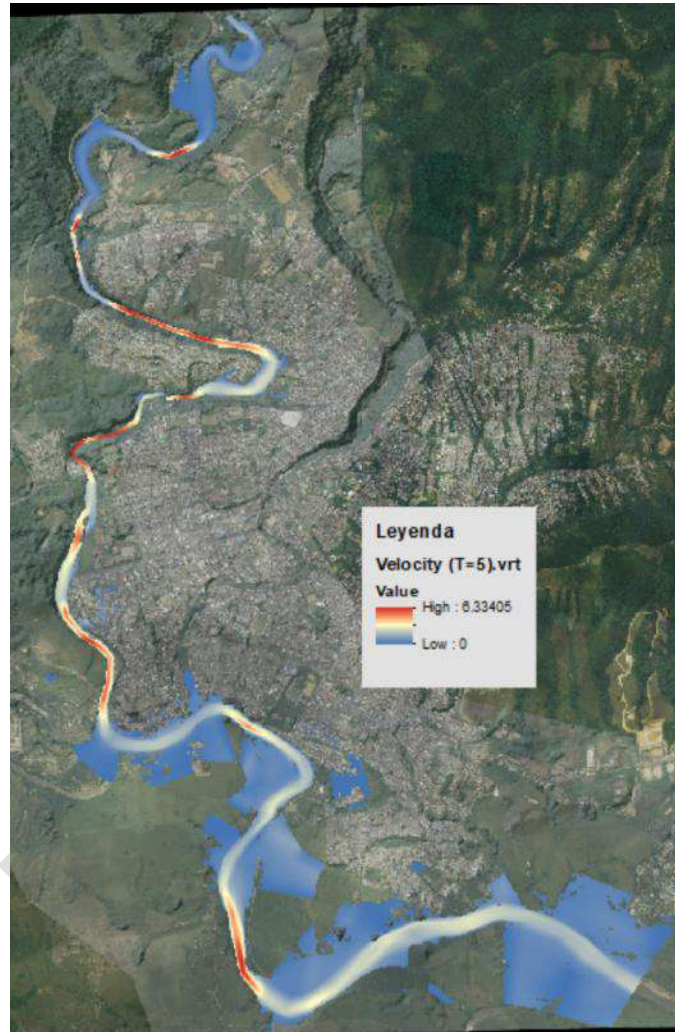 Leyenda
Velocity (T=5).vrt
Value
High : 6.33405
Low : 0